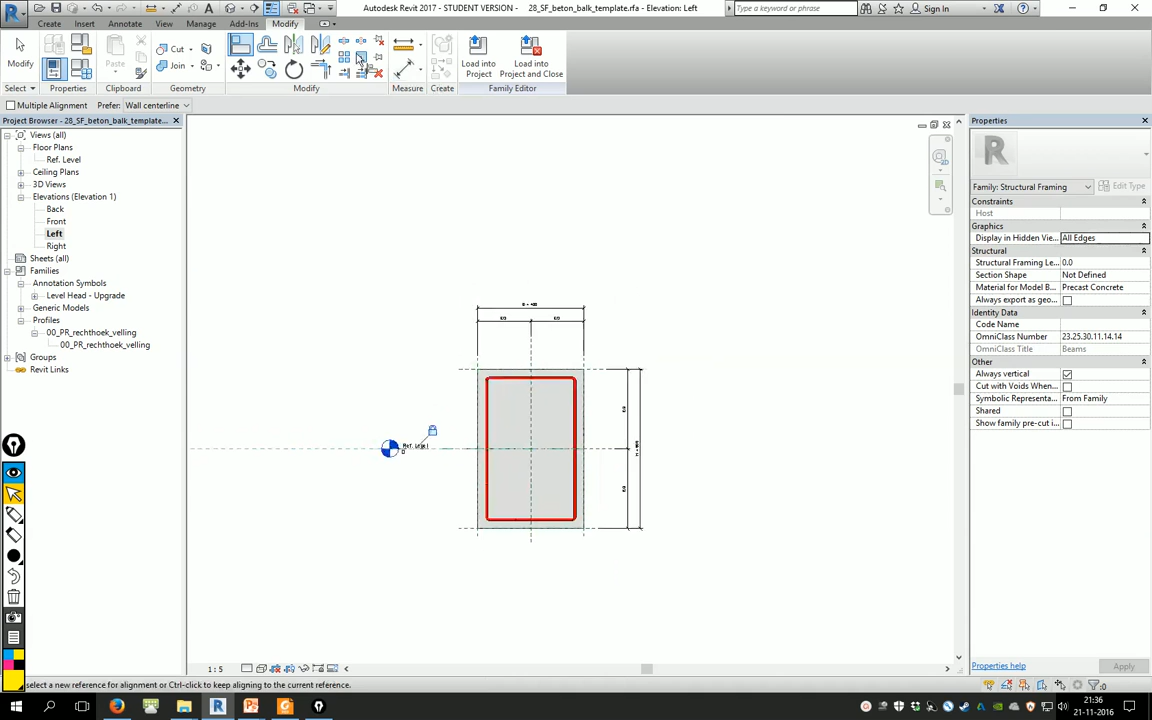 Autodesk Revit 2017 - STUDENT VERSION - 28_SF_beton_balk_template.rfa - Elevation: Left
Type a keyword or phrase
Sign In
Create Insert Annotate View Manage Add-Ins Modify
Modify
Paste
Cut
Join
Load into Project
Load into Project and Close
Select
Properties
Clipboard
Geometry
Modify
Measure
Create
Family Editor
Multiple Alignment
Prefer: Wall centerline
Project Browser - 28_SF_beton_balk_template...
Views (all)
Floor Plans
Ref. Level
Ceiling Plans
3D Views
Elevations (Elevation 1)
Back
Front
Left
Right
Sheets (all)
Families
Annotation Symbols
Level Head - Upgrade
Generic Models
Profiles
00_PR_rechthoek_velling
00_PR_rechthoek_velling
Groups
Revit Links
Ref. Level
0
EQ EQ
EQ
EQ
Properties
Family: Structural Framing
Edit Type
Constraints
Host
Graphics
Display in Hidden Vie... All Edges
Structural
Structural Framing Le... 0.0
Section Shape Not Defined
Material for Model B... Precast Concrete
Always export as geo...
Identity Data
Code Name
OmniClass Number 23.25.30.11.14.14
OmniClass Title Beams
Other
Always vertical
Cut with Voids When...
Symbolic Representa... From Family
Shared
Show family pre-cut i...
Properties help
Apply
1 : 5
select a new reference for alignment or Ctrl-click to keep aligning to the current reference.
:0
21:36
21-11-2016